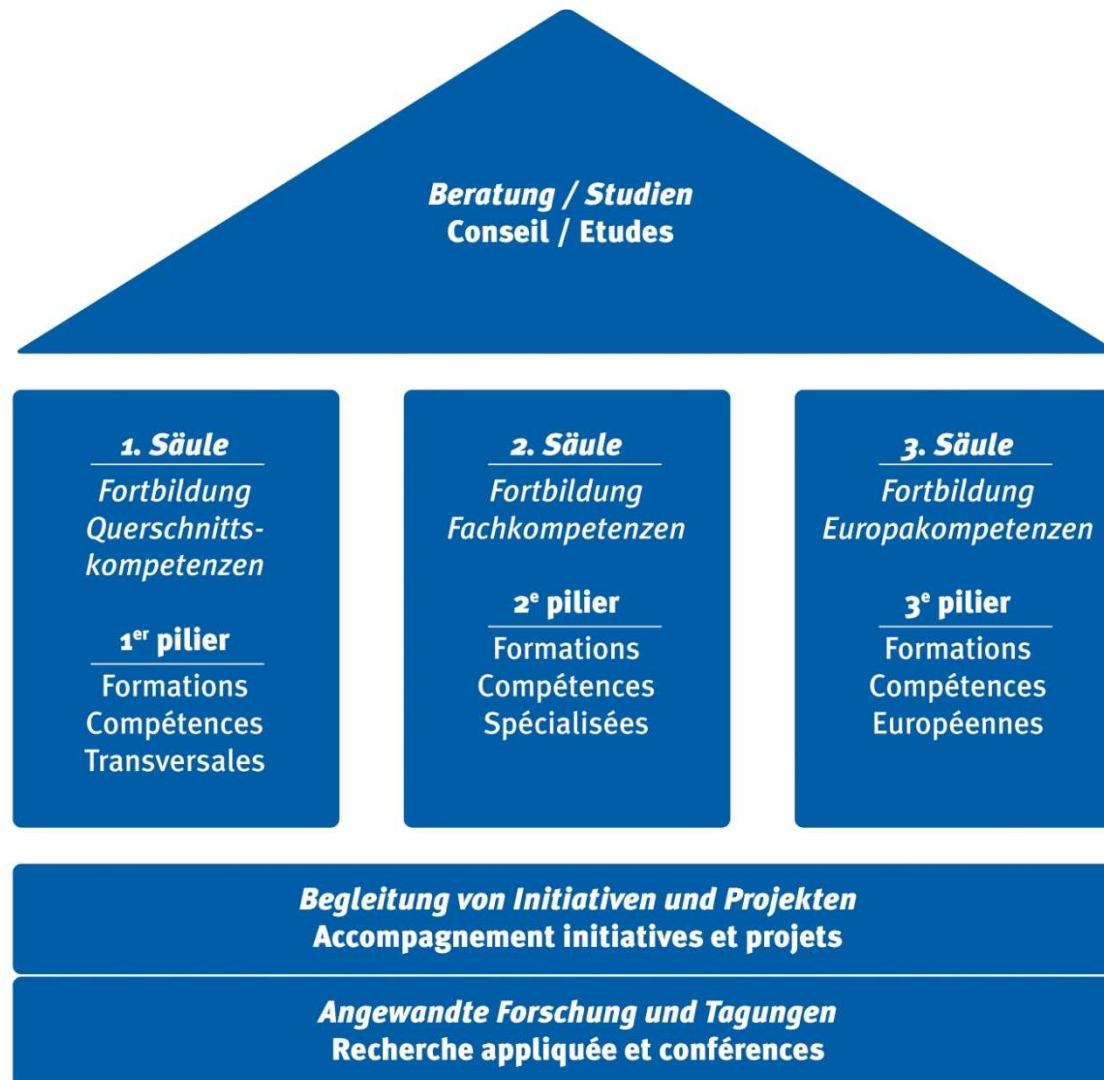 Beratung / Studien
Conseil / Etudes
1. Säule
Fortbildung
Querschnitts-
kompetenzen
1er pilier
Formations
Compétences
Transversales
2. Säule
Fortbildung
Fachkompetenzen
2e pilier
Formations
Compétences
Spécialisées
3. Säule
Fortbildung
Europakompetenzen
3e pilier
Formations
Compétences
Européennes
Begleitung von Initiativen und Projekten
Accompagnement initiatives et projets
Angewandte Forschung und Tagungen
Recherche appliquée et conférences